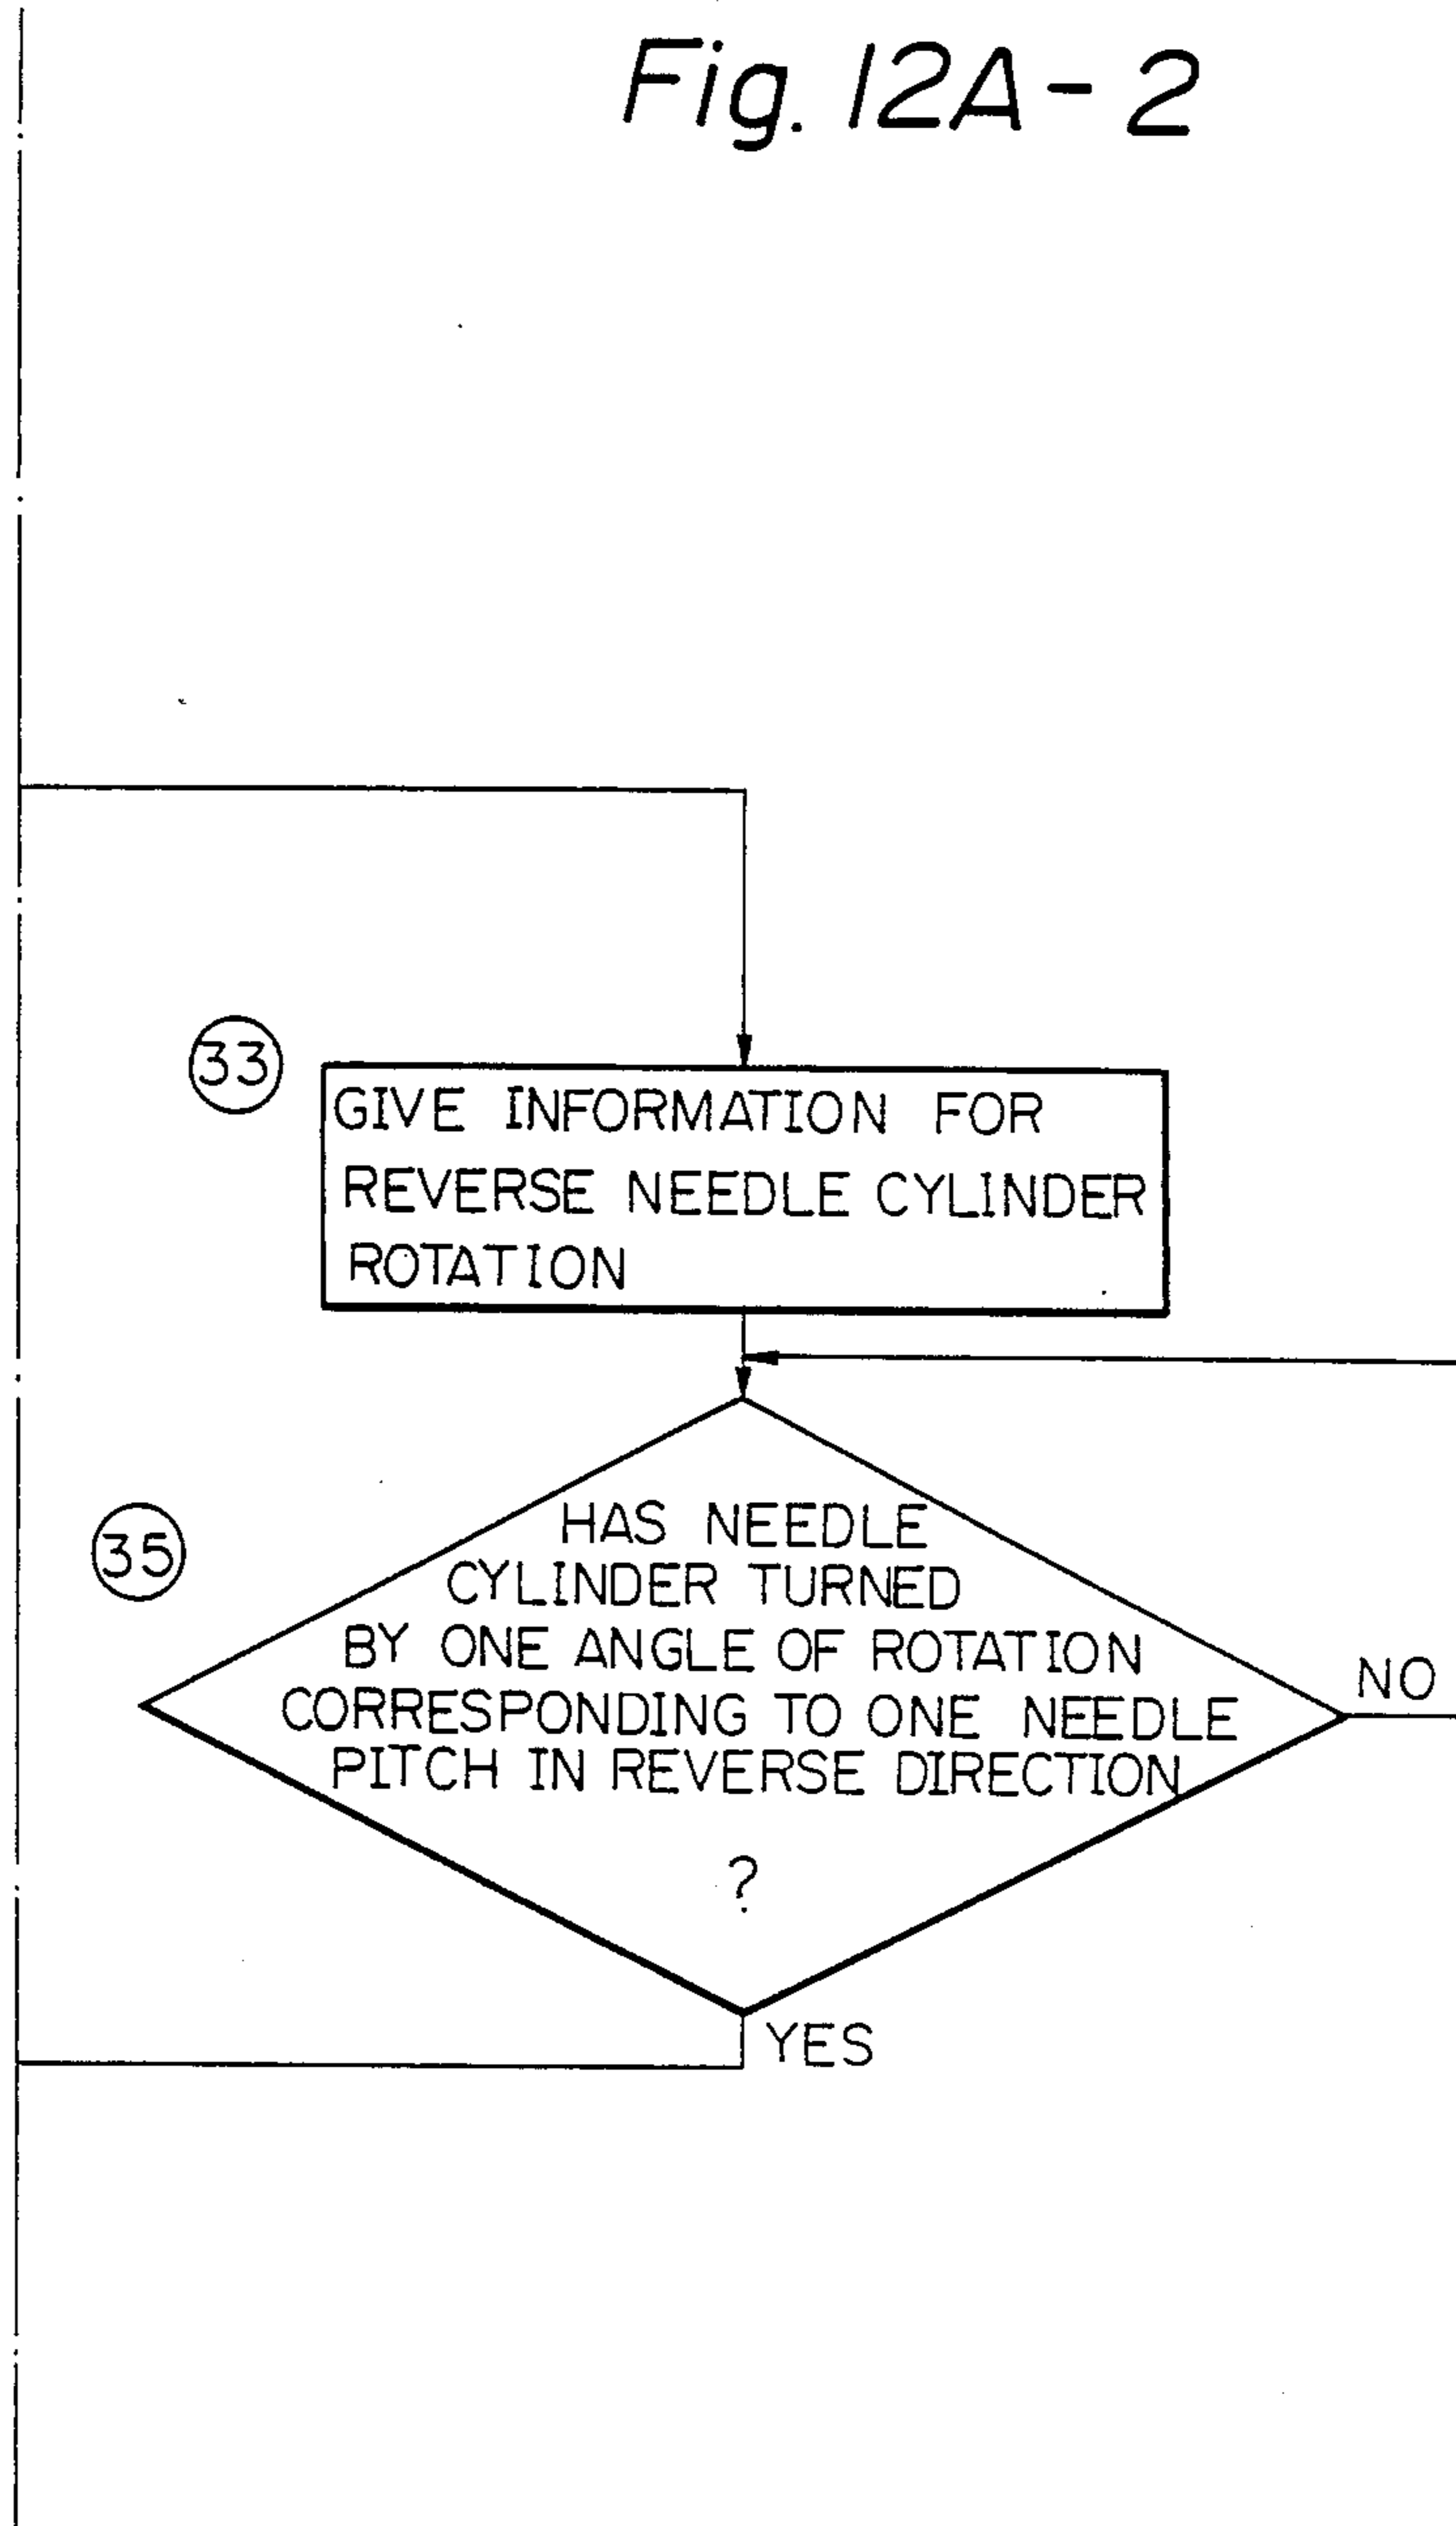 Fig. 12A-2
33
GIVE INFORMATION FOR
REVERSE NEEDLE CYLINDER
ROTATION
35
HAS NEEDLE
CYLINDER TURNED
BY ONE ANGLE OF ROTATION
CORRESPONDING TO ONE NEEDLE
PITCH IN REVERSE DIRECTION
?
NO
YES